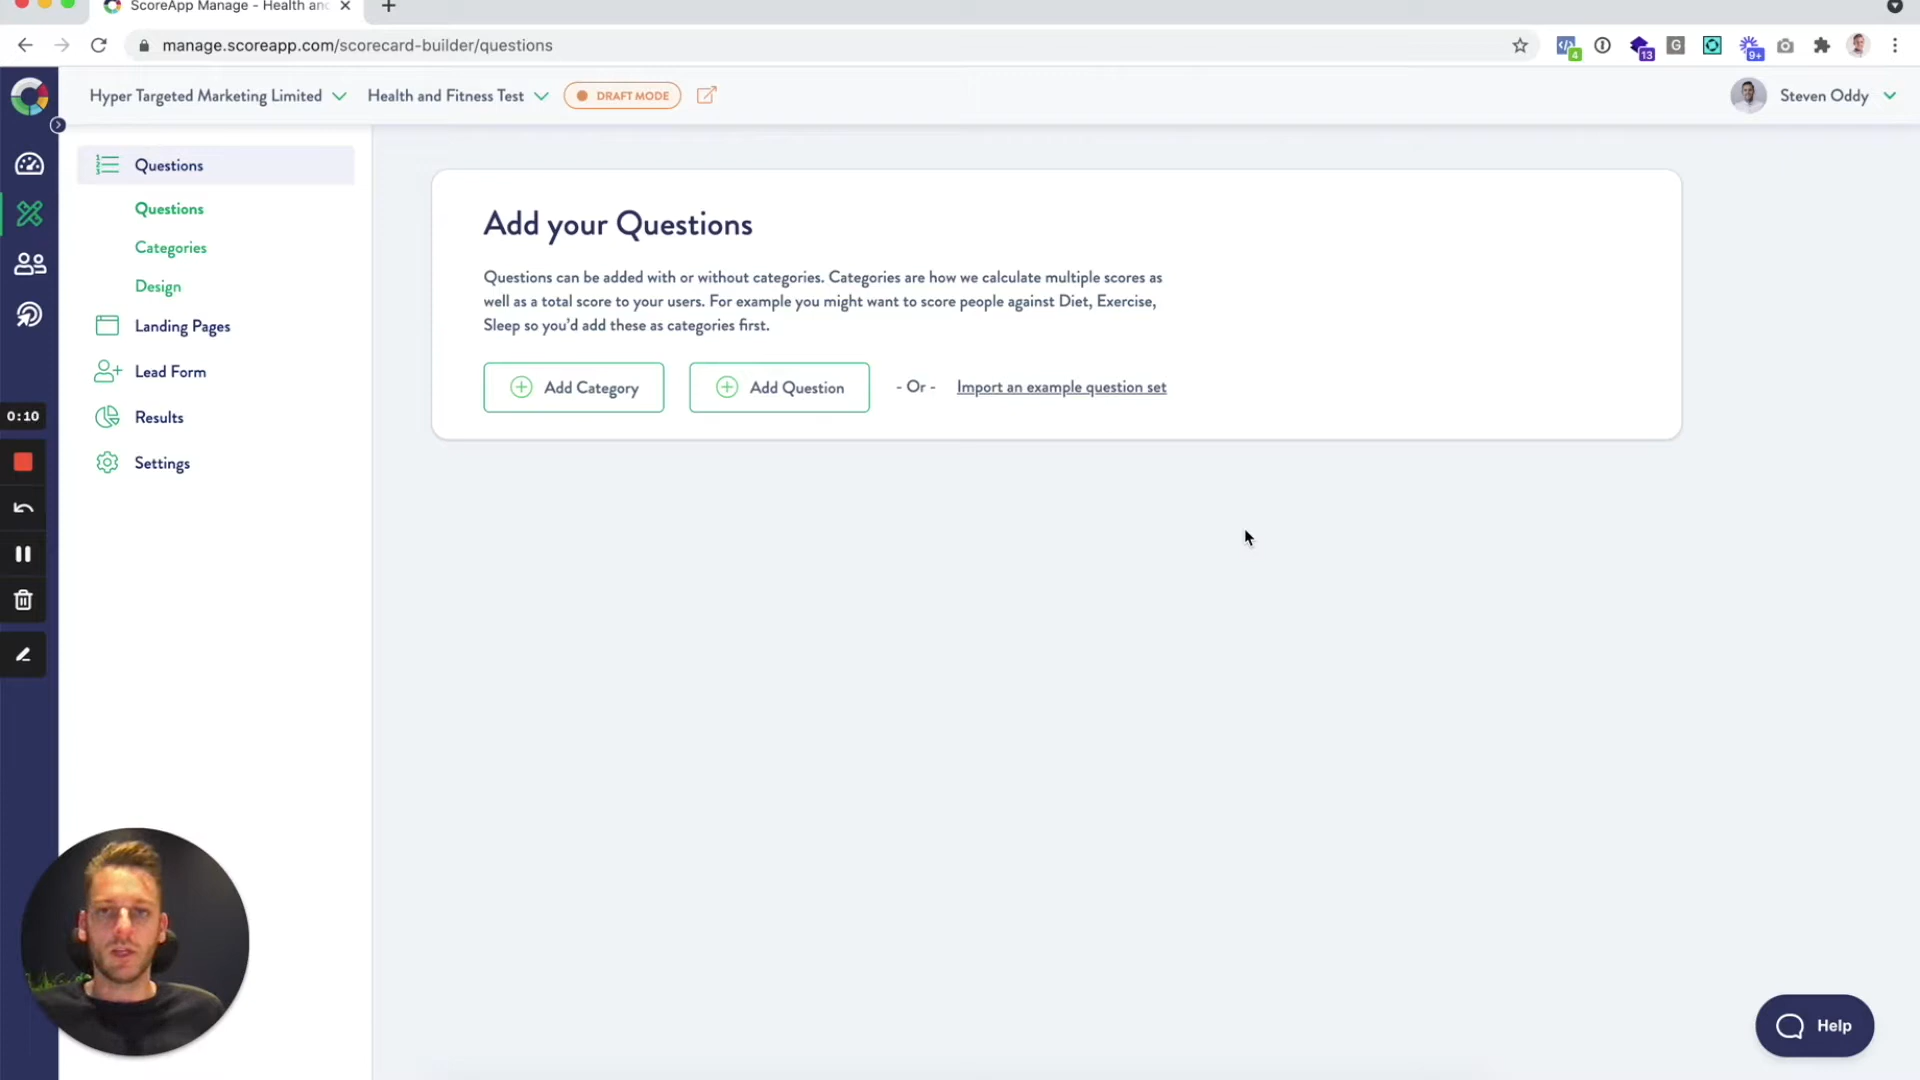 ScoreApp Manage - Health and
manage.scoreapp.com/scorecard-builder/questions
4
13
G
9+
Hyper Targeted Marketing Limited
Health and Fitness Test
DRAFT MODE
Steven Oddy
Questions
Questions
Categories
Design
Landing Pages
Lead Form
Results
Settings
0:10
Add your Questions
Questions can be added with or without categories. Categories are how we calculate multiple scores as
well as a total score to your users. For example you might want to score people against Diet, Exercise,
Sleep so you'd add these as categories first.
Add Category
Add Question
- Or -
Import an example question set
Help